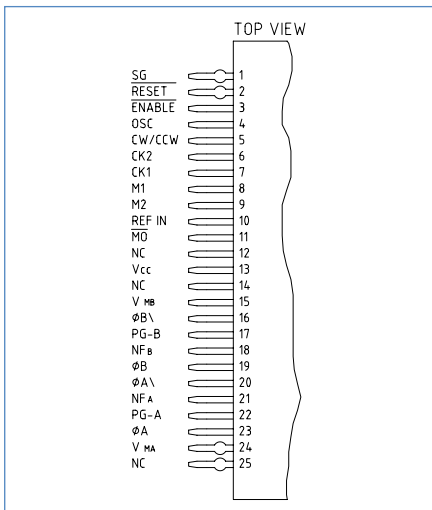 TOP VIEW
SG 1
RESET 2
ENABLE 3
OSC 4
CW/CCW 5
CK2 6
CK1 7
M1 8
M2 9
REF IN 10
MO 11
NC 12
Vcc 13
NC 14
V MB 15
φB\ 16
PG-B 17
NF B 18
φB 19
φA\ 20
NF A 21
PG-A 22
φA 23
V MA 24
NC 25